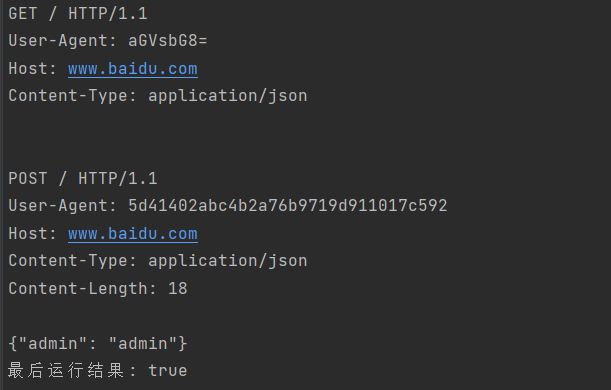 GET / HTTP/1.1
User-Agent: aGVsbG8=
Host: www.baidu.com
Content-Type: application/json
POST / HTTP/1.1
User-Agent: 5d41402abc4b2a76b9719d911017c592
Host: www.baidu.com
Content-Type: application/json
Content-Length: 18
{"admin": "admin"}
最后运行结果: true